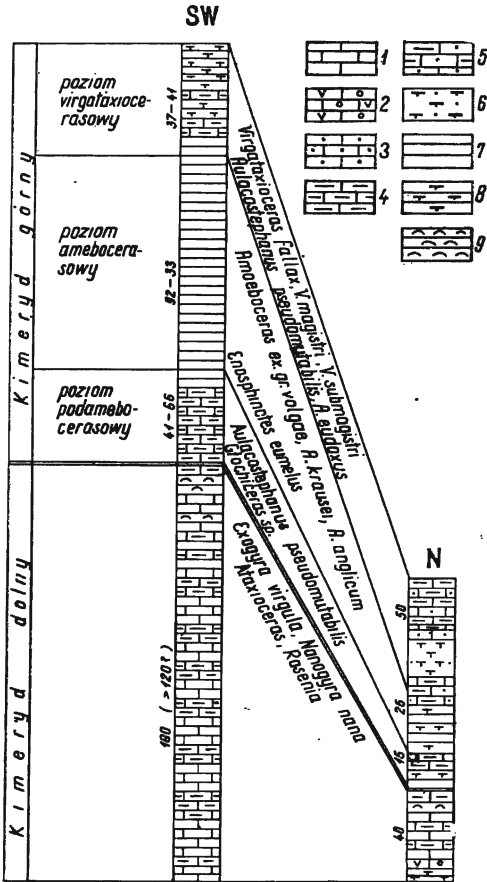 SW
1
2
3
4
5
6
7
8
9
Kimeryd górny
poziom
virgataxioce-
rasowy
37-41
poziom
amebocera-
sowy
92-33
poziom
podamebo-
cerasowy
41-66
Kimeryd dolny
180 (>120?)
Virgataxioceras fallax, V. magistri, V. submagistri
Aulacostephanus pseudomutabilis, A. eudoxus
Amoeboceras ex. gr. volgae, A. krausei, A. anglicum
Enosphinctes eumelus
Aulacostephanus pseudomutabilis
Glochiceras sp.
Exogyra virgula, Nanogyra nana
Ataxioceras, Rasenia
N
50
26
15
40